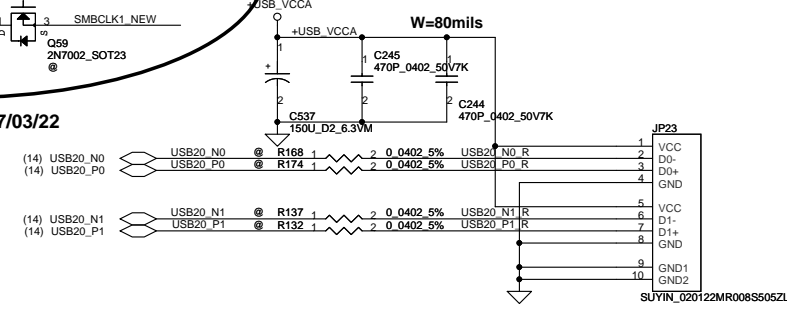 +USB_VCCA
1 3 SMBCLK1_NEW
D S
Q59
2N7002_SOT23
@
7/03/22
+USB_VCCA
W=80mils
1 1 1
+
C245
470P_0402_50V7K
2 2 2
C244
470P_0402_50V7K
C537
150U_D2_6.3VM
JP23
(14) USB20_N0 USB20_N0 @ R168 1 2 0_0402_5% USB20_N0_R
(14) USB20_P0 USB20_P0 @ R174 1 2 0_0402_5% USB20_P0_R
(14) USB20_N1 USB20_N1 @ R137 1 2 0_0402_5% USB20_N1_R
(14) USB20_P1 USB20_P1 @ R132 1 2 0_0402_5% USB20_P1_R
1 VCC
2 D0-
3 D0+
4 GND
5 VCC
6 D1-
7 D1+
8 GND
9 GND1
10 GND2
SUYIN_020122MR008S505ZL